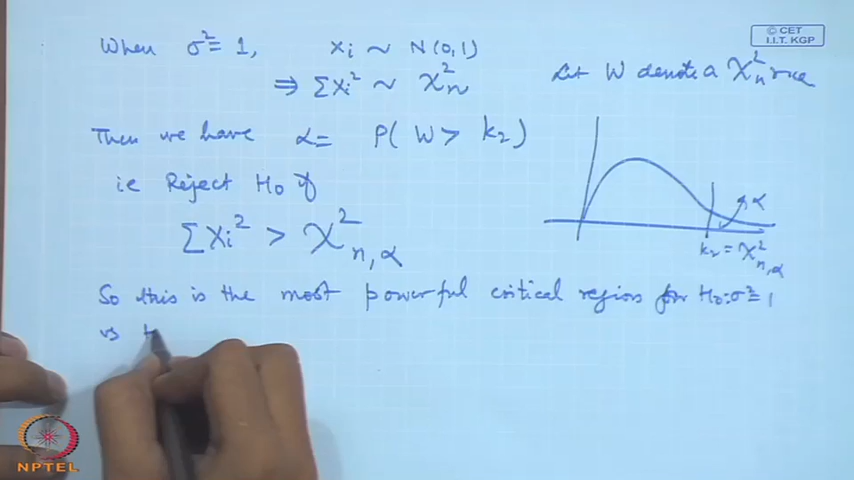 © CET
I.I.T. KGP
When σ² = 1, Xi ~ N(0,1)
⇒ ΣXi² ~ χ²n
Let W denote a χ²n
Then we have α = P( W > k₂ )
ie Reject H₀ if
ΣXi² > χ²n,α
α
k₂ = χ²n,α
So this is the most powerful critical region for H₀: σ² = 1
vs
NPTEL